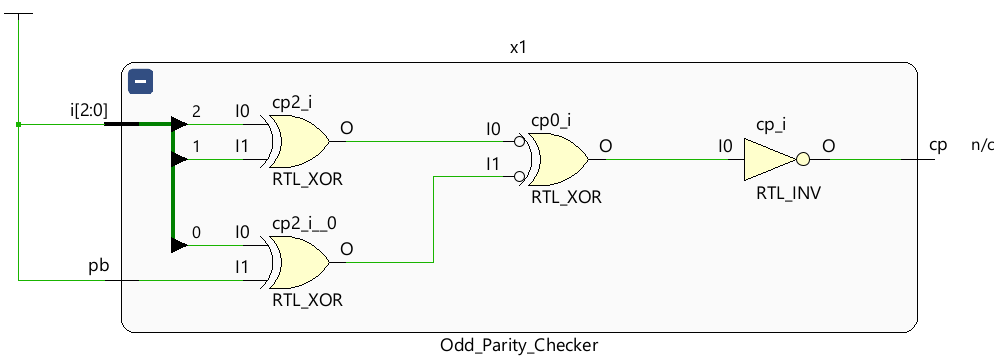 x1
i[2:0]
2
I0
cp2_i
O
1
I1
RTL_XOR
I0
cp0_i
O
I1
RTL_XOR
I0
cp_i
O
RTL_INV
cp
n/c
0
I0
cp2_i__0
O
pb
I1
RTL_XOR
Odd_Parity_Checker